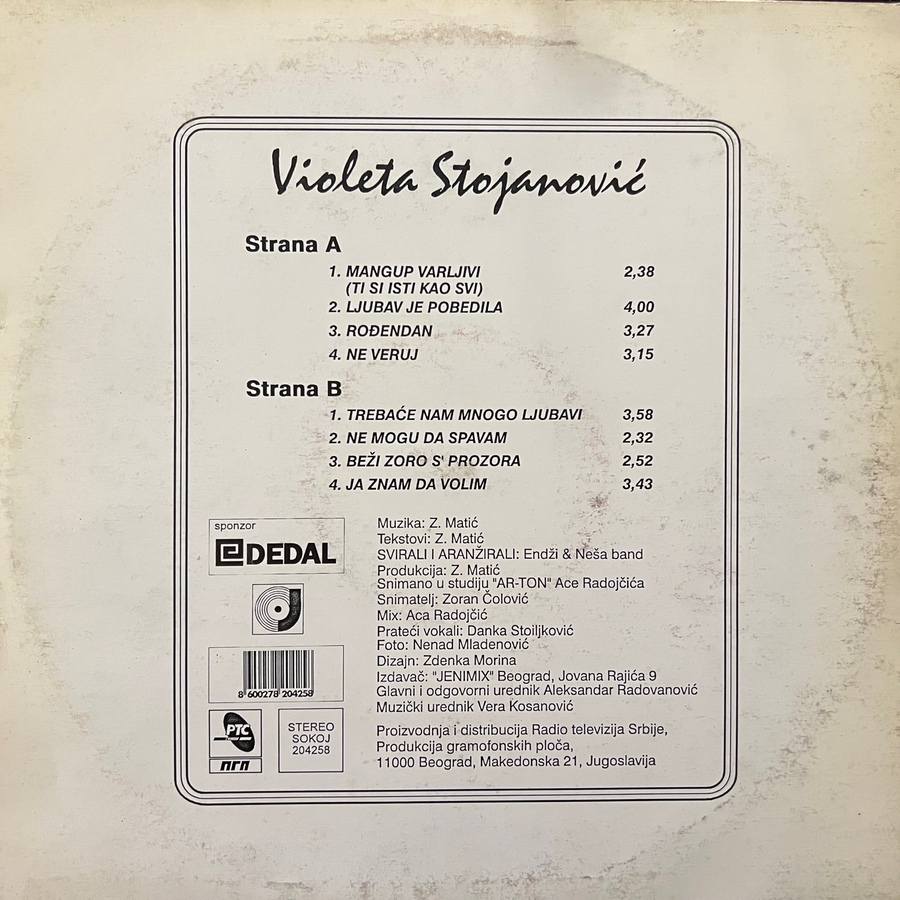 Violeta Stojanović
Strana A
1. MANGUP VARLJIVI 2,38
(TI SI ISTI KAO SVI)
2. LJUBAV JE POBEDILA 4,00
3. ROĐENDAN 3,27
4. NE VERUJ 3,15
Strana B
1. TREBAĆE NAM MNOGO LJUBAVI 3,58
2. NE MOGU DA SPAVAM 2,32
3. BEŽI ZORO S' PROZORA 2,52
4. JA ZNAM DA VOLIM 3,43
sponzor
DEDAL
8 600278 204258
PTC
ПГП
STEREO
SOKOJ
204258
Muzika: Z. Matić
Tekstovi: Z. Matić
SVIRALI I ARANŽIRALI: Endži & Neša band
Produkcija: Z. Matić
Snimano u studiju "AR-TON" Ace Radojčića
Snimatelj: Zoran Čolović
Mix: Aca Radojčić
Prateći vokali: Danka Stoiljković
Foto: Nenad Mladenović
Dizajn: Zdenka Morina
Izdavač: "JENIMIX" Beograd, Jovana Rajića 9
Glavni i odgovorni urednik Aleksandar Radovanović
Muzički urednik Vera Kosanović
Proizvodnja i distribucija Radio televizija Srbije,
Produkcija gramofonskih ploča,
11000 Beograd, Makedonska 21, Jugoslavija